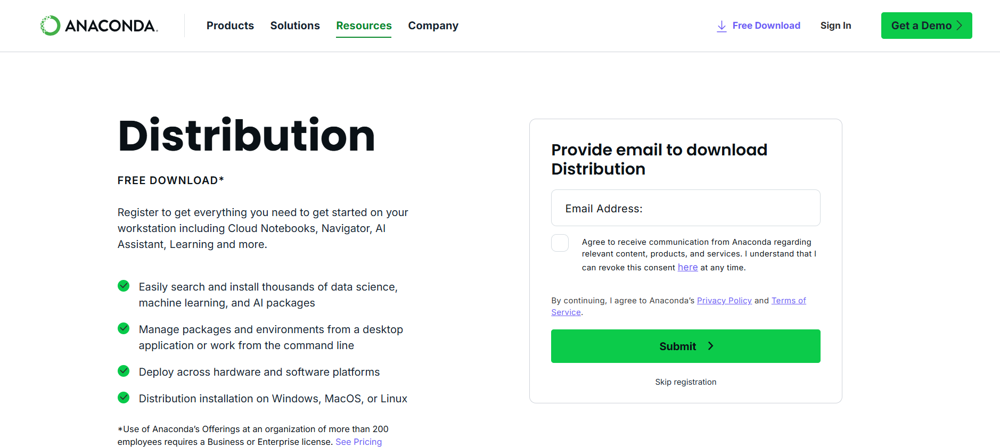 ANACONDA.
Products
Solutions
Resources
Company
Free Download
Sign In
Get a Demo
Distribution
FREE DOWNLOAD*
Register to get everything you need to get started on your
workstation including Cloud Notebooks, Navigator, AI
Assistant, Learning and more.
Easily search and install thousands of data science,
machine learning, and AI packages
Manage packages and environments from a desktop
application or work from the command line
Deploy across hardware and software platforms
Distribution installation on Windows, MacOS, or Linux
*Use of Anaconda’s Offerings at an organization of more than 200
employees requires a Business or Enterprise license. See Pricing
Provide email to download
Distribution
Email Address:
Agree to receive communication from Anaconda regarding
relevant content, products, and services. I understand that I
can revoke this consent here at any time.
By continuing, I agree to Anaconda’s Privacy Policy and Terms of
Service.
Submit
Skip registration